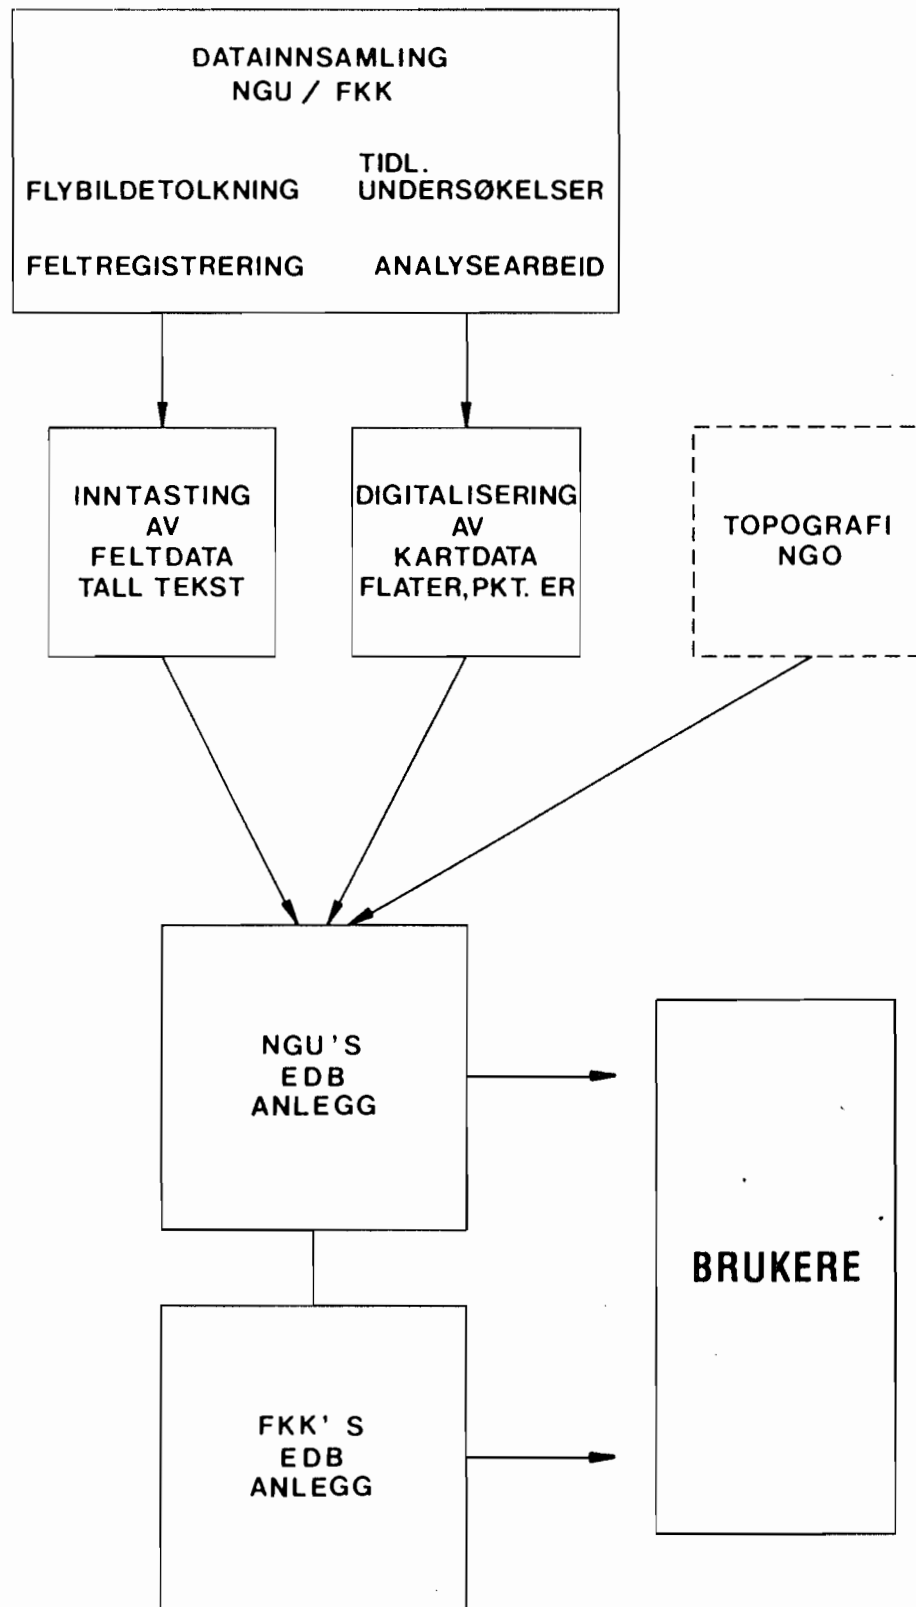 DATAINNSAMLING
NGU / FKK
FLYBILDETOLKNING
TIDL.
UNDERSØKELSER
FELTREGISTRERING
ANALYSEARBEID
INNTASTING
AV
FELTDATA
TALL TEKST
DIGITALISERING
AV
KARTDATA
FLATER, PKT. ER
TOPOGRAFI
NGO
NGU'S
EDB
ANLEGG
BRUKERE
FKK' S
EDB
ANLEGG